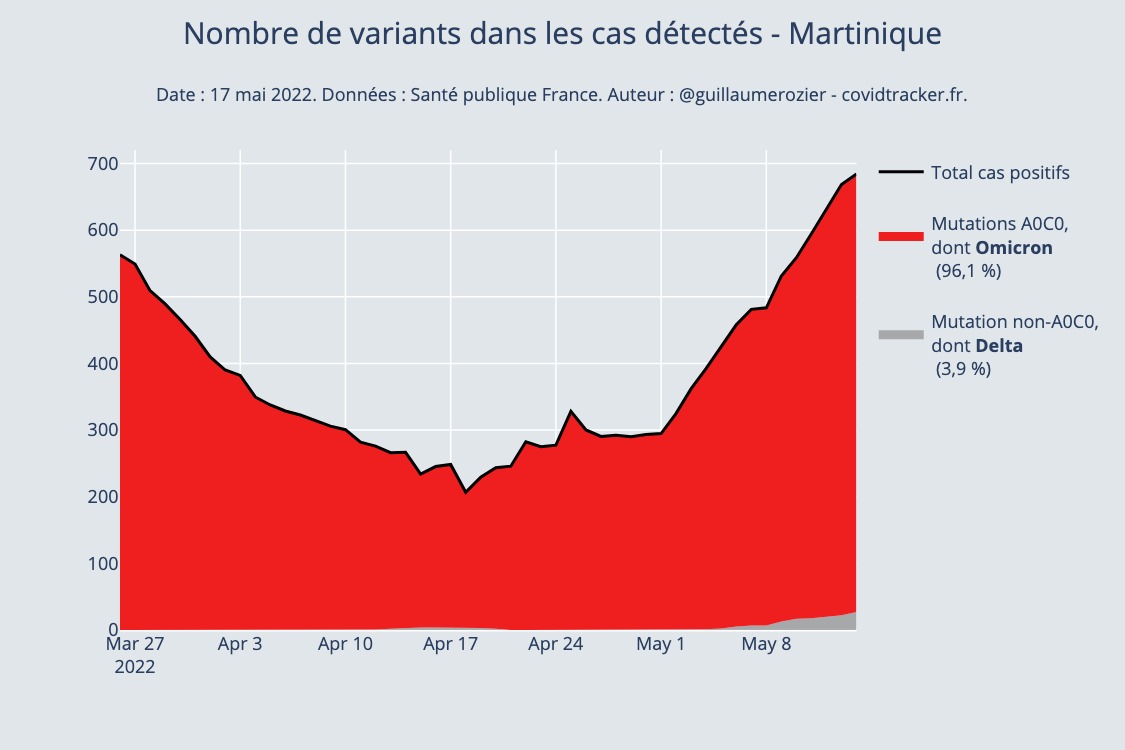 Nombre de variants dans les cas détectés - Martinique
Date : 17 mai 2022. Données : Santé publique France. Auteur : @guillaumerozier - covidtracker.fr.
700
600
500
400
300
200
100
0
Mar 27
2022
Apr 3
Apr 10
Apr 17
Apr 24
May 1
May 8
Total cas positifs
Mutations A0C0,
dont Omicron
(96,1 %)
Mutation non-A0C0,
dont Delta
(3,9 %)